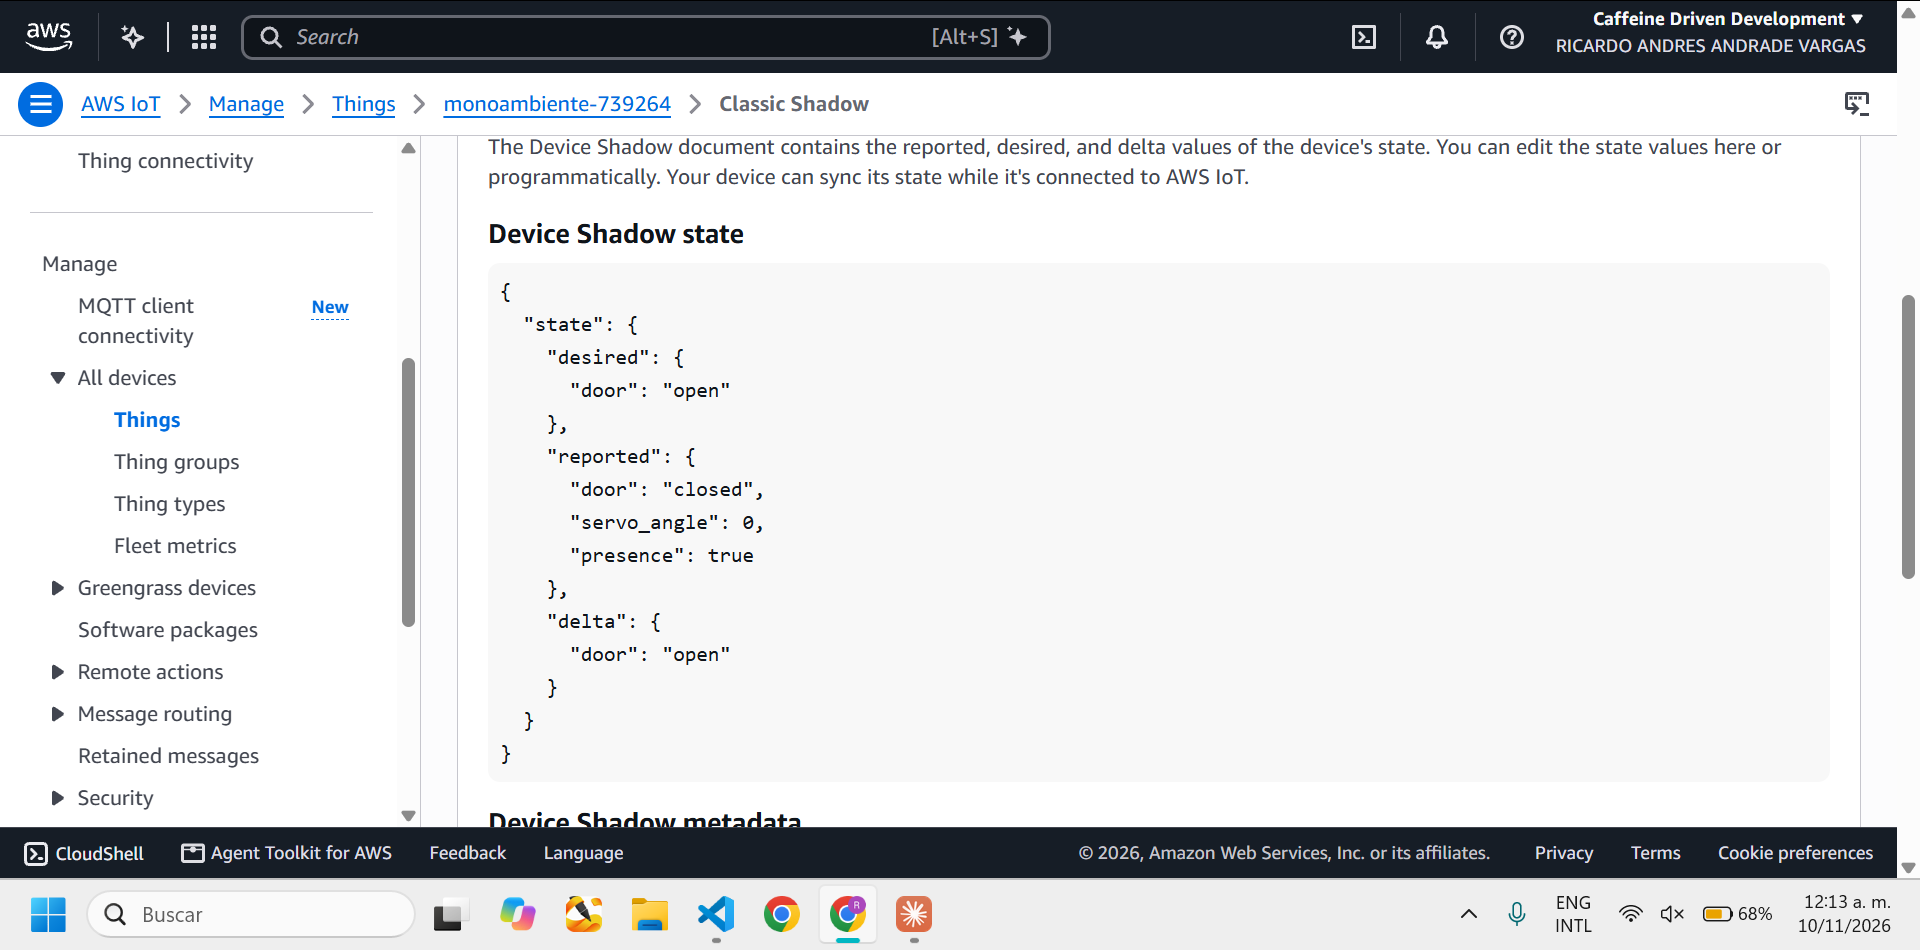 aws
Search
[Alt+S]
Caffeine Driven Development
RICARDO ANDRES ANDRADE VARGAS
AWS IoT
Manage
Things
monoambiente-739264
Classic Shadow
Thing connectivity
Manage
MQTT client
connectivity
New
All devices
Things
Thing groups
Thing types
Fleet metrics
Greengrass devices
Software packages
Remote actions
Message routing
Retained messages
Security
The Device Shadow document contains the reported, desired, and delta values of the device's state. You can edit the state values here or
programmatically. Your device can sync its state while it's connected to AWS IoT.
Device Shadow state
{
"state": {
"desired": {
"door": "open"
},
"reported": {
"door": "closed",
"servo_angle": 0,
"presence": true
},
"delta": {
"door": "open"
}
}
}
Device Shadow metadata
CloudShell
Agent Toolkit for AWS
Feedback
Language
© 2026, Amazon Web Services, Inc. or its affiliates.
Privacy
Terms
Cookie preferences
Buscar
R
ENG
INTL
68%
12:13 a. m.
10/11/2026